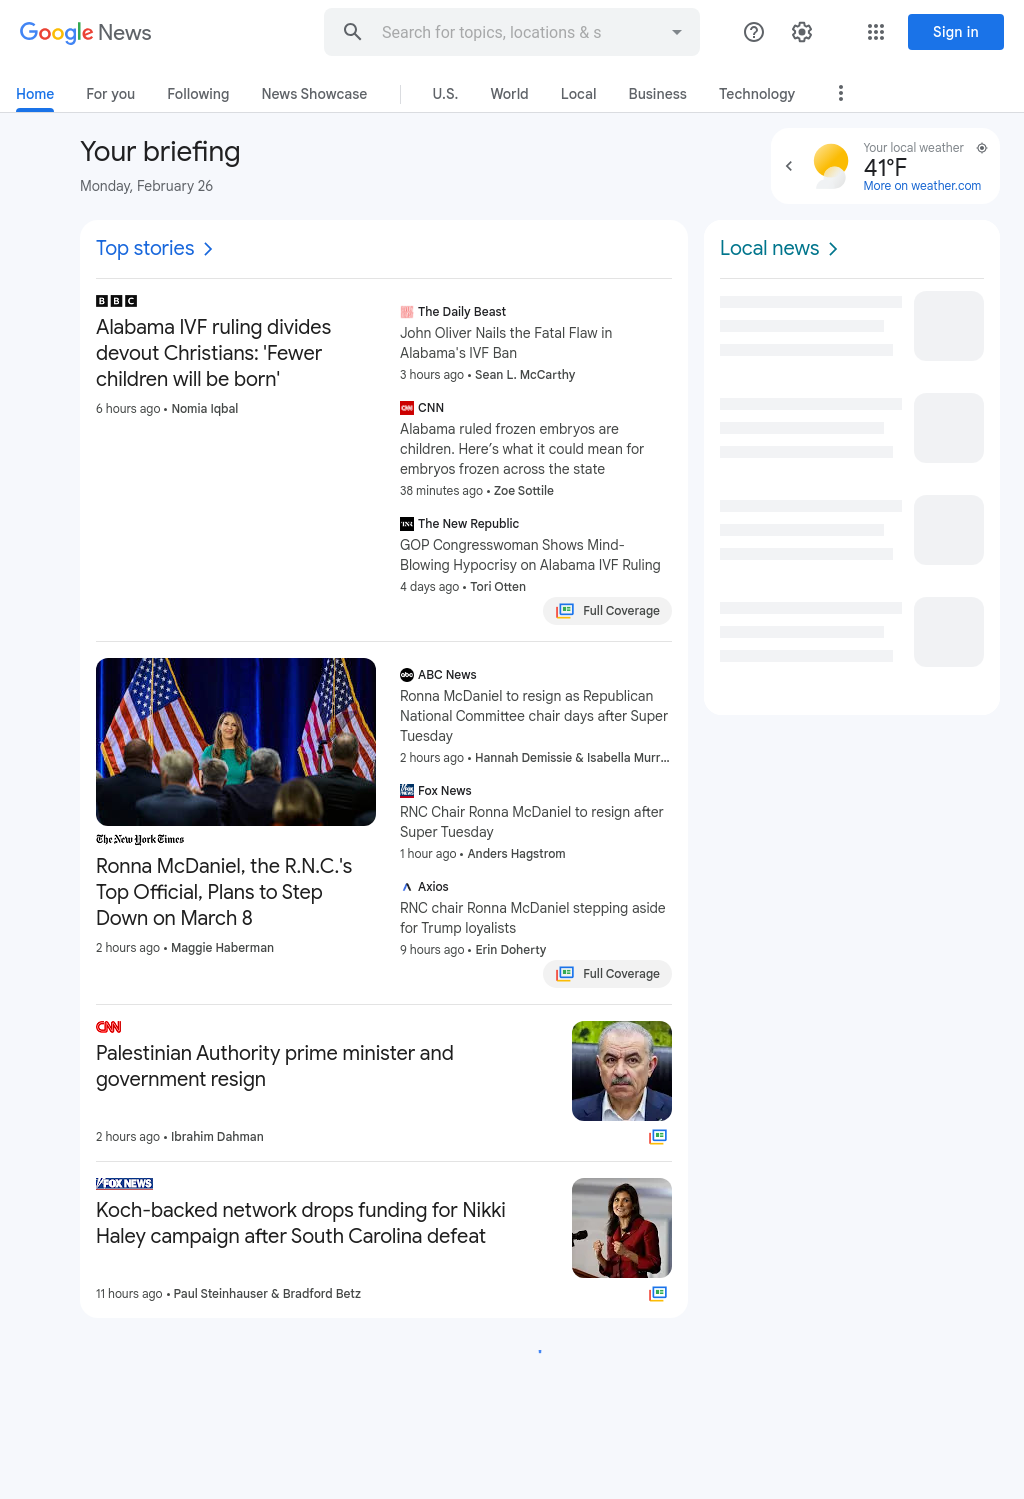 Google News
Search for topics, locations & s
Sign in
Home
For you
Following
News Showcase
U.S.
World
Local
Business
Technology
Your briefing
Monday, February 26
Your local weather
41°F
More on weather.com
Top stories
BBC
Alabama IVF ruling divides
devout Christians: 'Fewer
children will be born'
6 hours ago • Nomia Iqbal
The Daily Beast
John Oliver Nails the Fatal Flaw in
Alabama's IVF Ban
3 hours ago • Sean L. McCarthy
CNN
CNN
Alabama ruled frozen embryos are
children. Here’s what it could mean for
embryos frozen across the state
38 minutes ago • Zoe Sottile
TNR
The New Republic
GOP Congresswoman Shows Mind-
Blowing Hypocrisy on Alabama IVF Ruling
4 days ago • Tori Otten
Full Coverage
The New York Times
Ronna McDaniel, the R.N.C.'s
Top Official, Plans to Step
Down on March 8
2 hours ago • Maggie Haberman
abc
ABC News
Ronna McDaniel to resign as Republican
National Committee chair days after Super
Tuesday
2 hours ago • Hannah Demissie & Isabella Murr...
Fox News
RNC Chair Ronna McDaniel to resign after
Super Tuesday
1 hour ago • Anders Hagstrom
Axios
RNC chair Ronna McDaniel stepping aside
for Trump loyalists
9 hours ago • Erin Doherty
Full Coverage
CNN
Palestinian Authority prime minister and
government resign
2 hours ago • Ibrahim Dahman
FOX NEWS
Koch-backed network drops funding for Nikki
Haley campaign after South Carolina defeat
11 hours ago • Paul Steinhauser & Bradford Betz
Local news